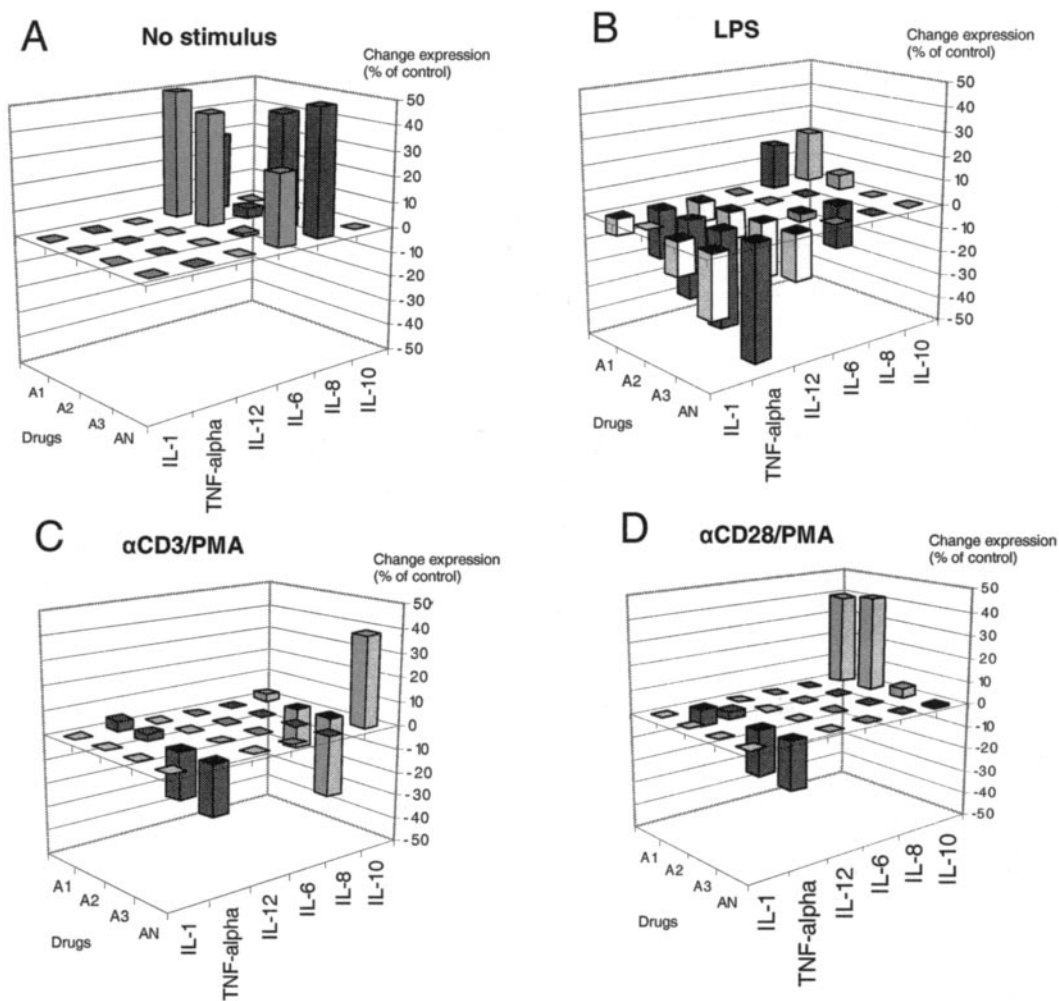 A
No stimulus
Change expression
(% of control)
50
40
30
20
10
0
-10
-20
-30
-40
-50
A1
A2
A3
AN
Drugs
IL-1
TNF-alpha
IL-12
IL-6
IL-8
IL-10
B
LPS
Change expression
(% of control)
50
40
30
20
10
0
-10
-20
-30
-40
-50
A1
A2
A3
AN
Drugs
IL-1
TNF-alpha
IL-12
IL-6
IL-8
IL-10
C
αCD3/PMA
Change expression
(% of control)
50
40
30
20
10
0
-10
-20
-30
-40
-50
A1
A2
A3
AN
Drugs
IL-1
TNF-alpha
IL-12
IL-6
IL-8
IL-10
D
αCD28/PMA
Change expression
(% of control)
50
40
30
20
10
0
-10
-20
-30
-40
-50
A1
A2
A3
AN
Drugs
IL-1
TNF-alpha
IL-12
IL-6
IL-8
IL-10